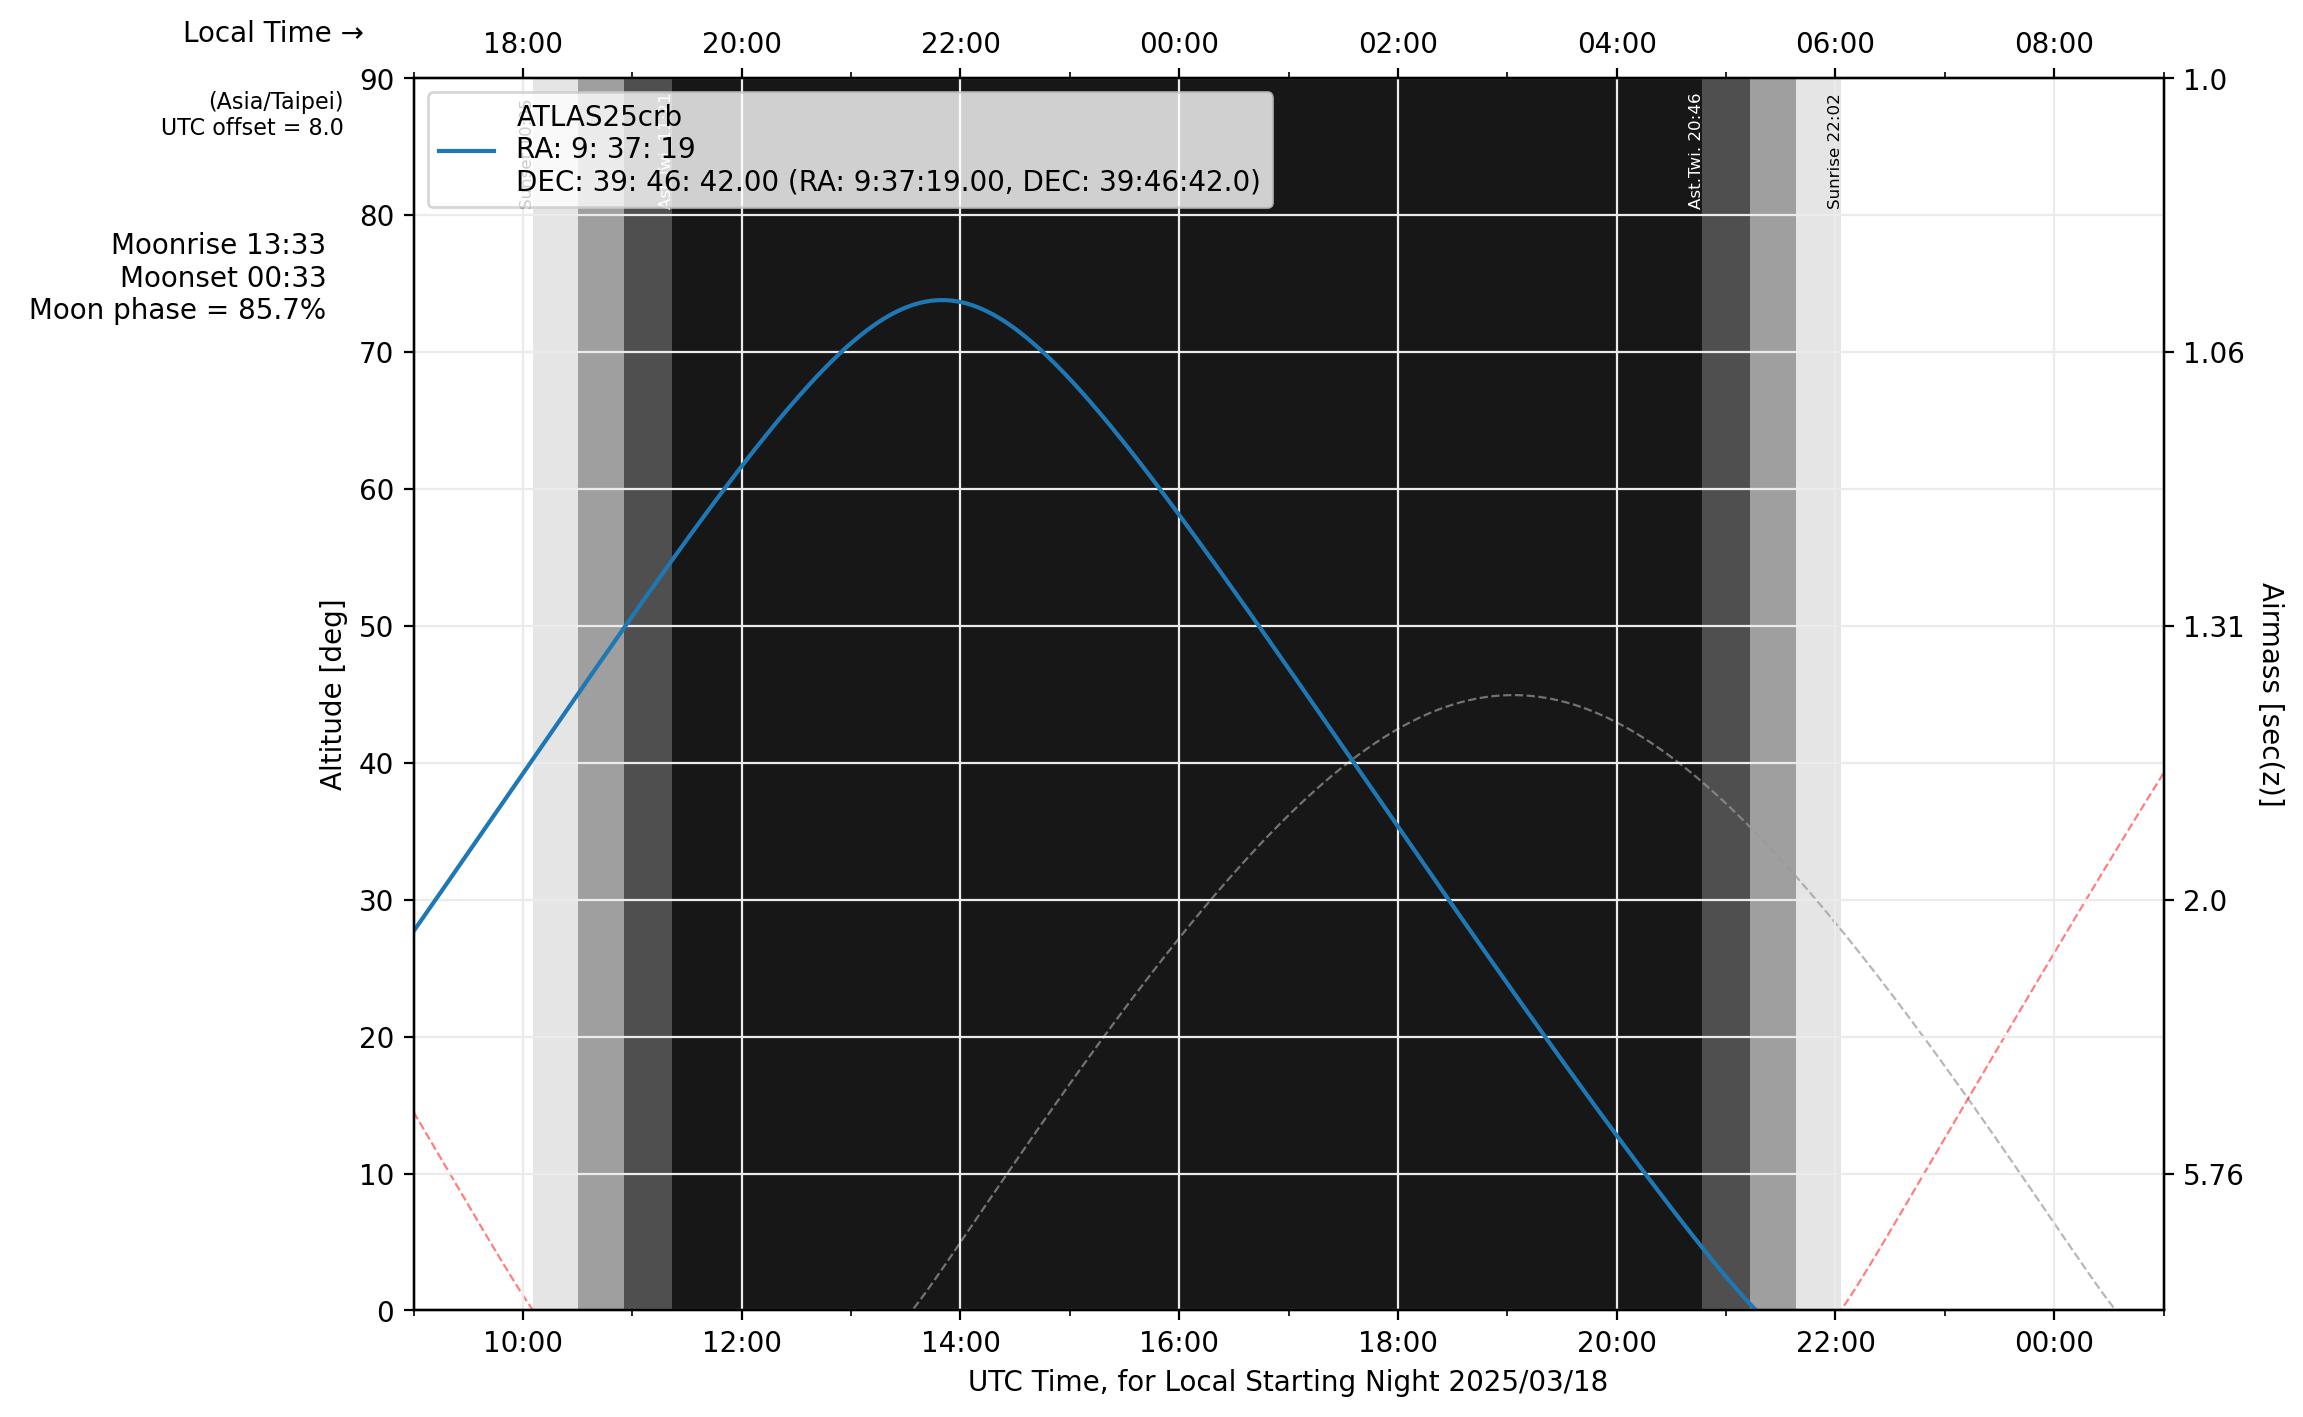 Local Time →
18:00 20:00 22:00 00:00 02:00 04:00 06:00 08:00
(Asia/Taipei)
UTC offset = 8.0
Moonrise 13:33
Moonset 00:33
Moon phase = 85.7%
ATLAS25crb
RA: 9: 37: 19
DEC: 39: 46: 42.00 (RA: 9:37:19.00, DEC: 39:46:42.0)
Ast.Twi. 20:46
Sunrise 22:02
Altitude [deg]
90
80
70
60
50
40
30
20
10
0
1.0
1.06
1.31
2.0
5.76
Airmass [sec(z)]
10:00 12:00 14:00 16:00 18:00 20:00 22:00 00:00
UTC Time, for Local Starting Night 2025/03/18